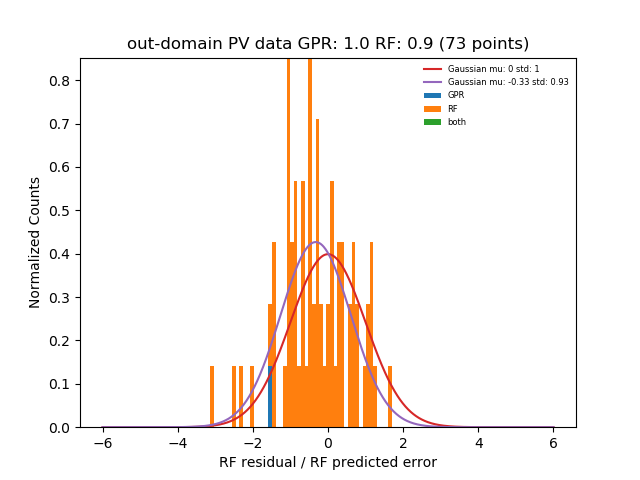 out-domain PV data GPR: 1.0 RF: 0.9 (73 points)
Gaussian mu: 0 std: 1
Gaussian mu: -0.33 std: 0.93
GPR
RF
both
Normalized Counts
0.8
0.7
0.6
0.5
0.4
0.3
0.2
0.1
0.0
−6 −4 −2 0 2 4 6
RF residual / RF predicted error